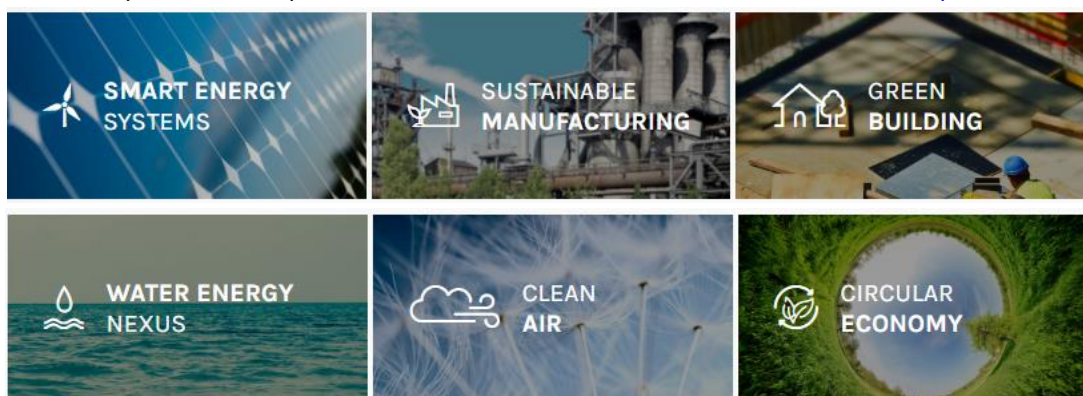 SMART ENERGY
SYSTEMS
SUSTAINABLE
MANUFACTURING
GREEN
BUILDING
WATER ENERGY
NEXUS
CLEAN
AIR
CIRCULAR
ECONOMY